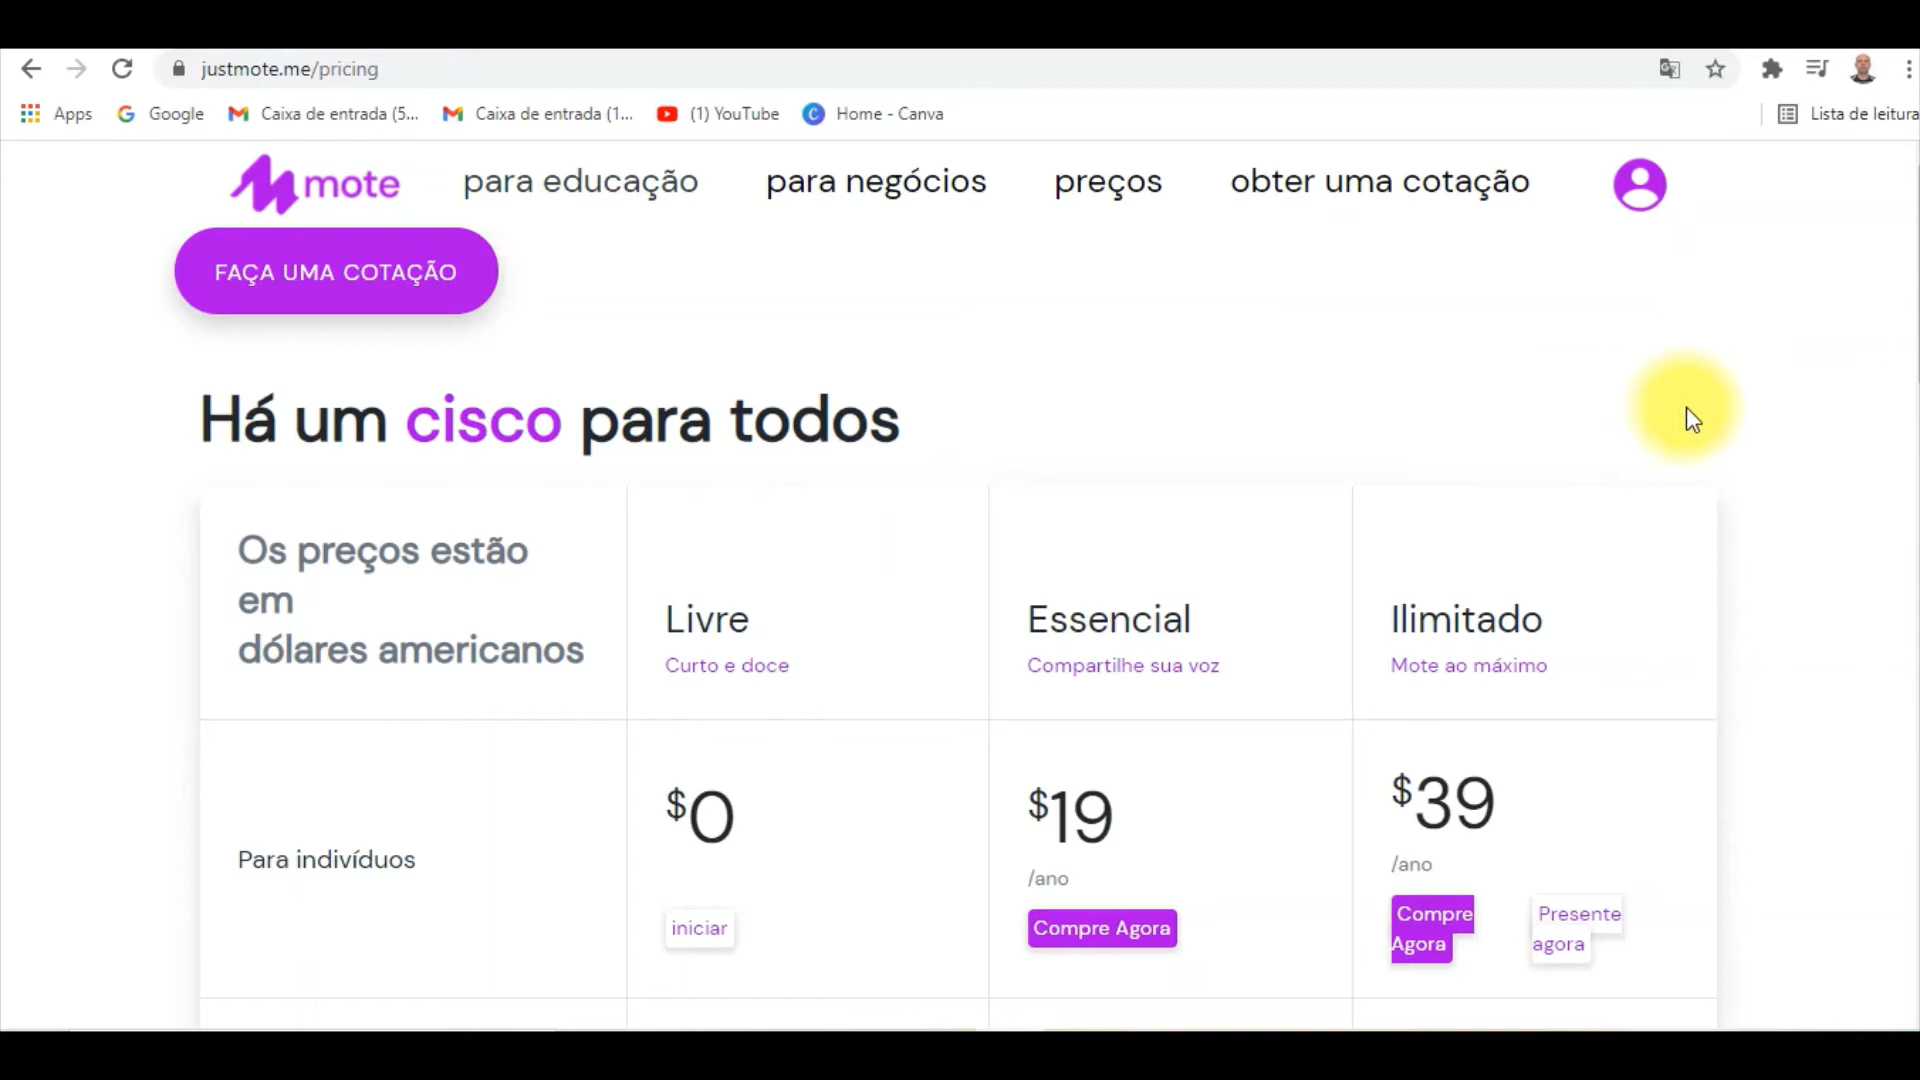 justmote.me/pricing
Apps Google Caixa de entrada (5... Caixa de entrada (1... (1) YouTube Home - Canva Lista de leitura
mote para educação para negócios preços obter uma cotação
FAÇA UMA COTAÇÃO
Há um cisco para todos
Os preços estão
em
dólares americanos
Livre
Curto e doce
Essencial
Compartilhe sua voz
Ilimitado
Mote ao máximo
Para indivíduos
$0
iniciar
$19
/ano
Compre Agora
$39
/ano
Compre
Agora
Presente
agora